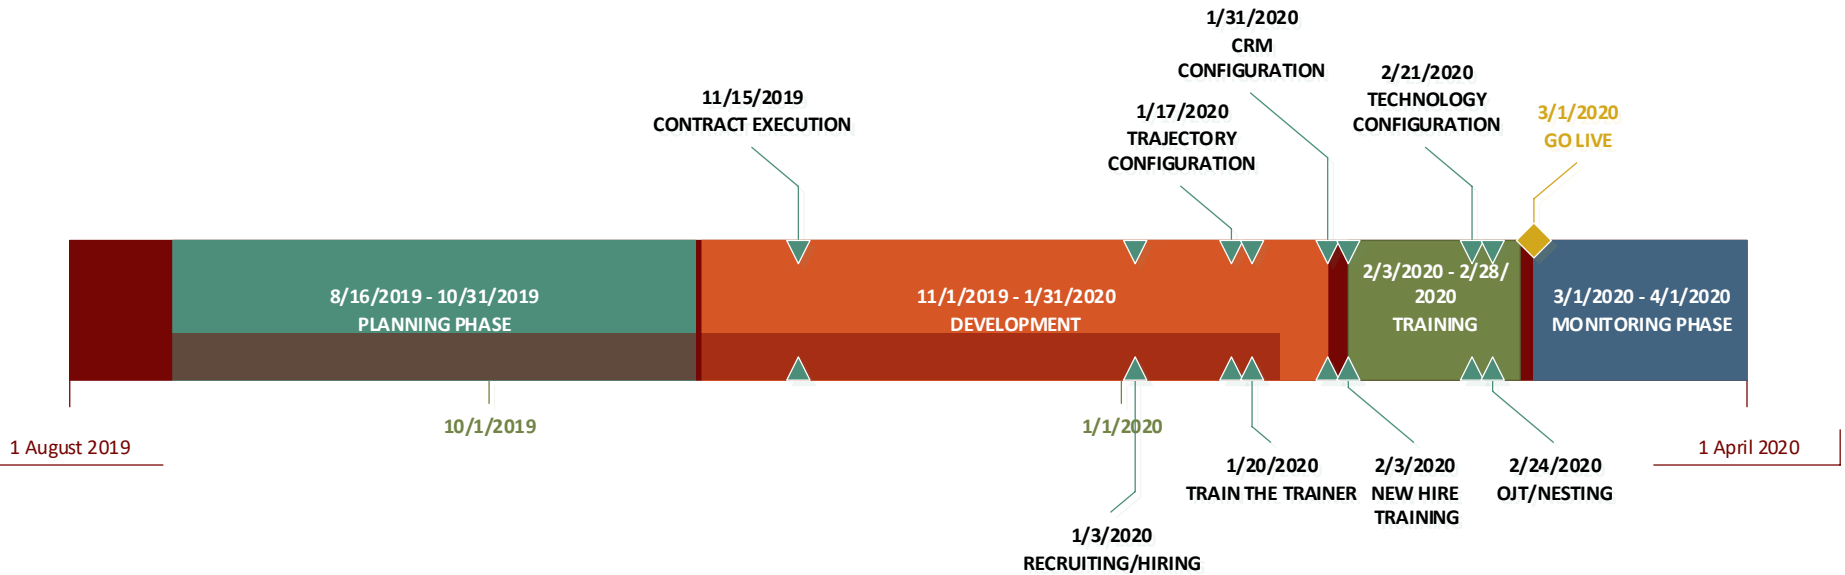 1/31/2020
CRM
CONFIGURATION
2/21/2020
TECHNOLOGY
CONFIGURATION
11/15/2019
CONTRACT EXECUTION
1/17/2020
TRAJECTORY
CONFIGURATION
3/1/2020
GO LIVE
8/16/2019 - 10/31/2019
PLANNING PHASE
11/1/2019 - 1/31/2020
DEVELOPMENT
2/3/2020 - 2/28/
2020
TRAINING
3/1/2020 - 4/1/2020
MONITORING PHASE
10/1/2019
1/1/2020
1 August 2019
1 April 2020
1/20/2020
TRAIN THE TRAINER
2/3/2020
NEW HIRE
TRAINING
2/24/2020
OJT/NESTING
1/3/2020
RECRUITING/HIRING